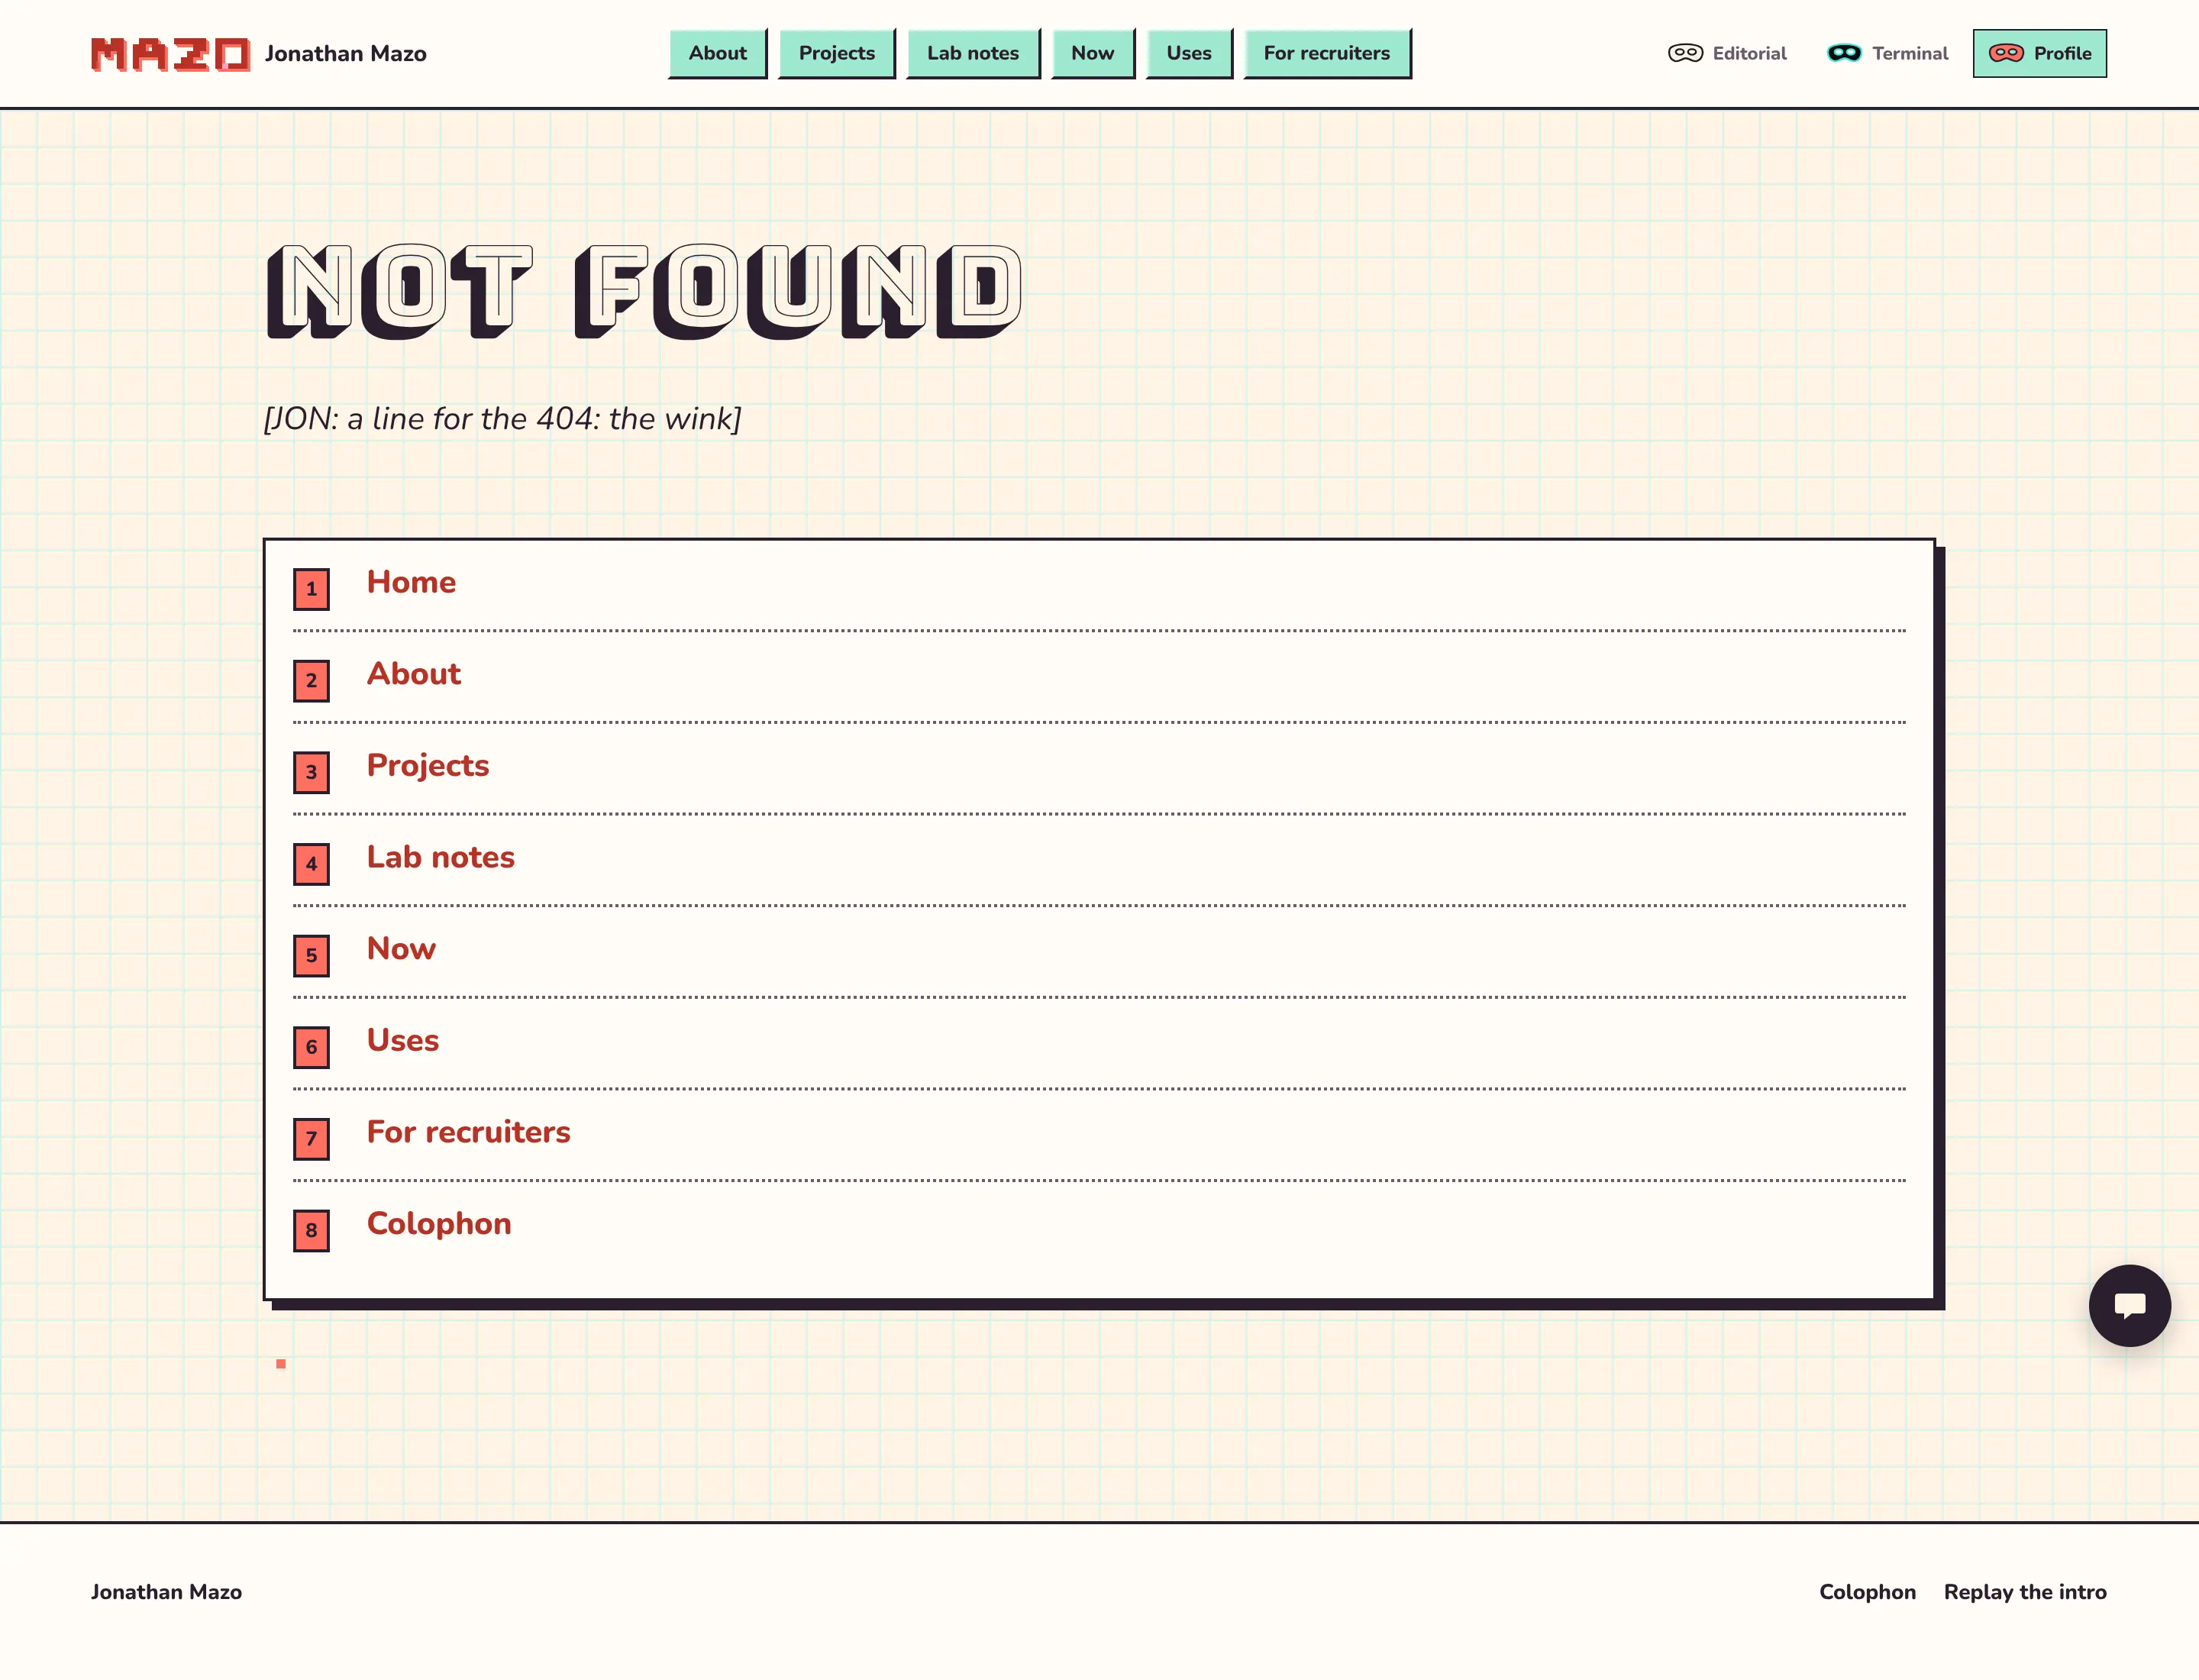 MAZO Jonathan Mazo
About Projects Lab notes Now Uses For recruiters
Editorial Terminal Profile
NOT FOUND
[JON: a line for the 404: the wink]
1 Home
2 About
3 Projects
4 Lab notes
5 Now
6 Uses
7 For recruiters
8 Colophon
Jonathan Mazo
Colophon Replay the intro